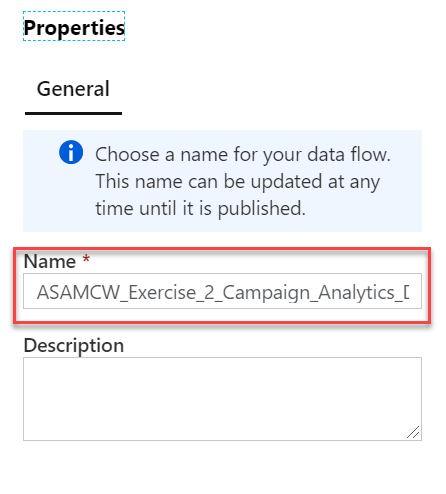 Properties
General
Choose a name for your data flow.
This name can be updated at any
time until it is published.
Name *
ASAMCW_Exercise_2_Campaign_Analytics_D
Description